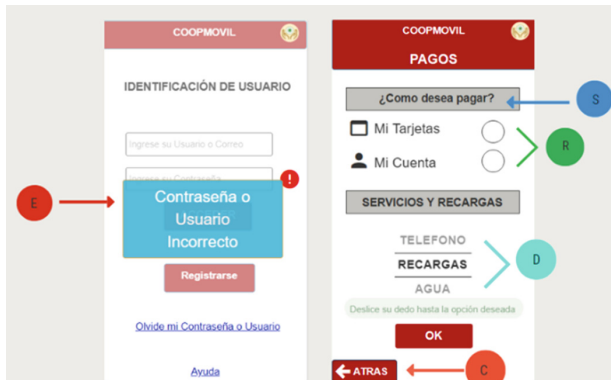 COOPMOVIL
IDENTIFICACIÓN DE USUARIO
Ingrese su Usuario o Correo
Ingrese su Contraseña
Contraseña o
Usuario
Incorrecto
Registrarse
Olvide mi Contraseña o Usuario
Ayuda
E
COOPMOVIL
PAGOS
¿Como desea pagar?
Mi Tarjetas
Mi Cuenta
SERVICIOS Y RECARGAS
TELEFONO
RECARGAS
AGUA
Deslice su dedo hasta la opción deseada
OK
ATRAS
S
R
D
C